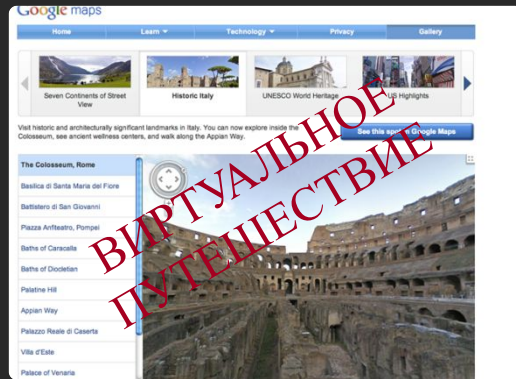 Google maps
Home Learn Technology Privacy Gallery
Seven Continents of Street View
Historic Italy
UNESCO World Heritage
US Highlights
Visit historic and architecturally significant landmarks in Italy. You can now explore inside the
Colosseum, see ancient wellness centers, and walk along the Appian Way.
See this spot in Google Maps
The Colosseum, Rome
Basilica di Santa Maria del Fiore
Battistero di San Giovanni
Piazza Anfiteatro, Pompei
Baths of Caracalla
Baths of Diocletian
Palatine Hill
Appian Way
Palazzo Reale di Caserta
Villa d'Este
Palace of Venaria
ВИРТУАЛЬНОЕ
ПУТЕШЕСТВИЕ